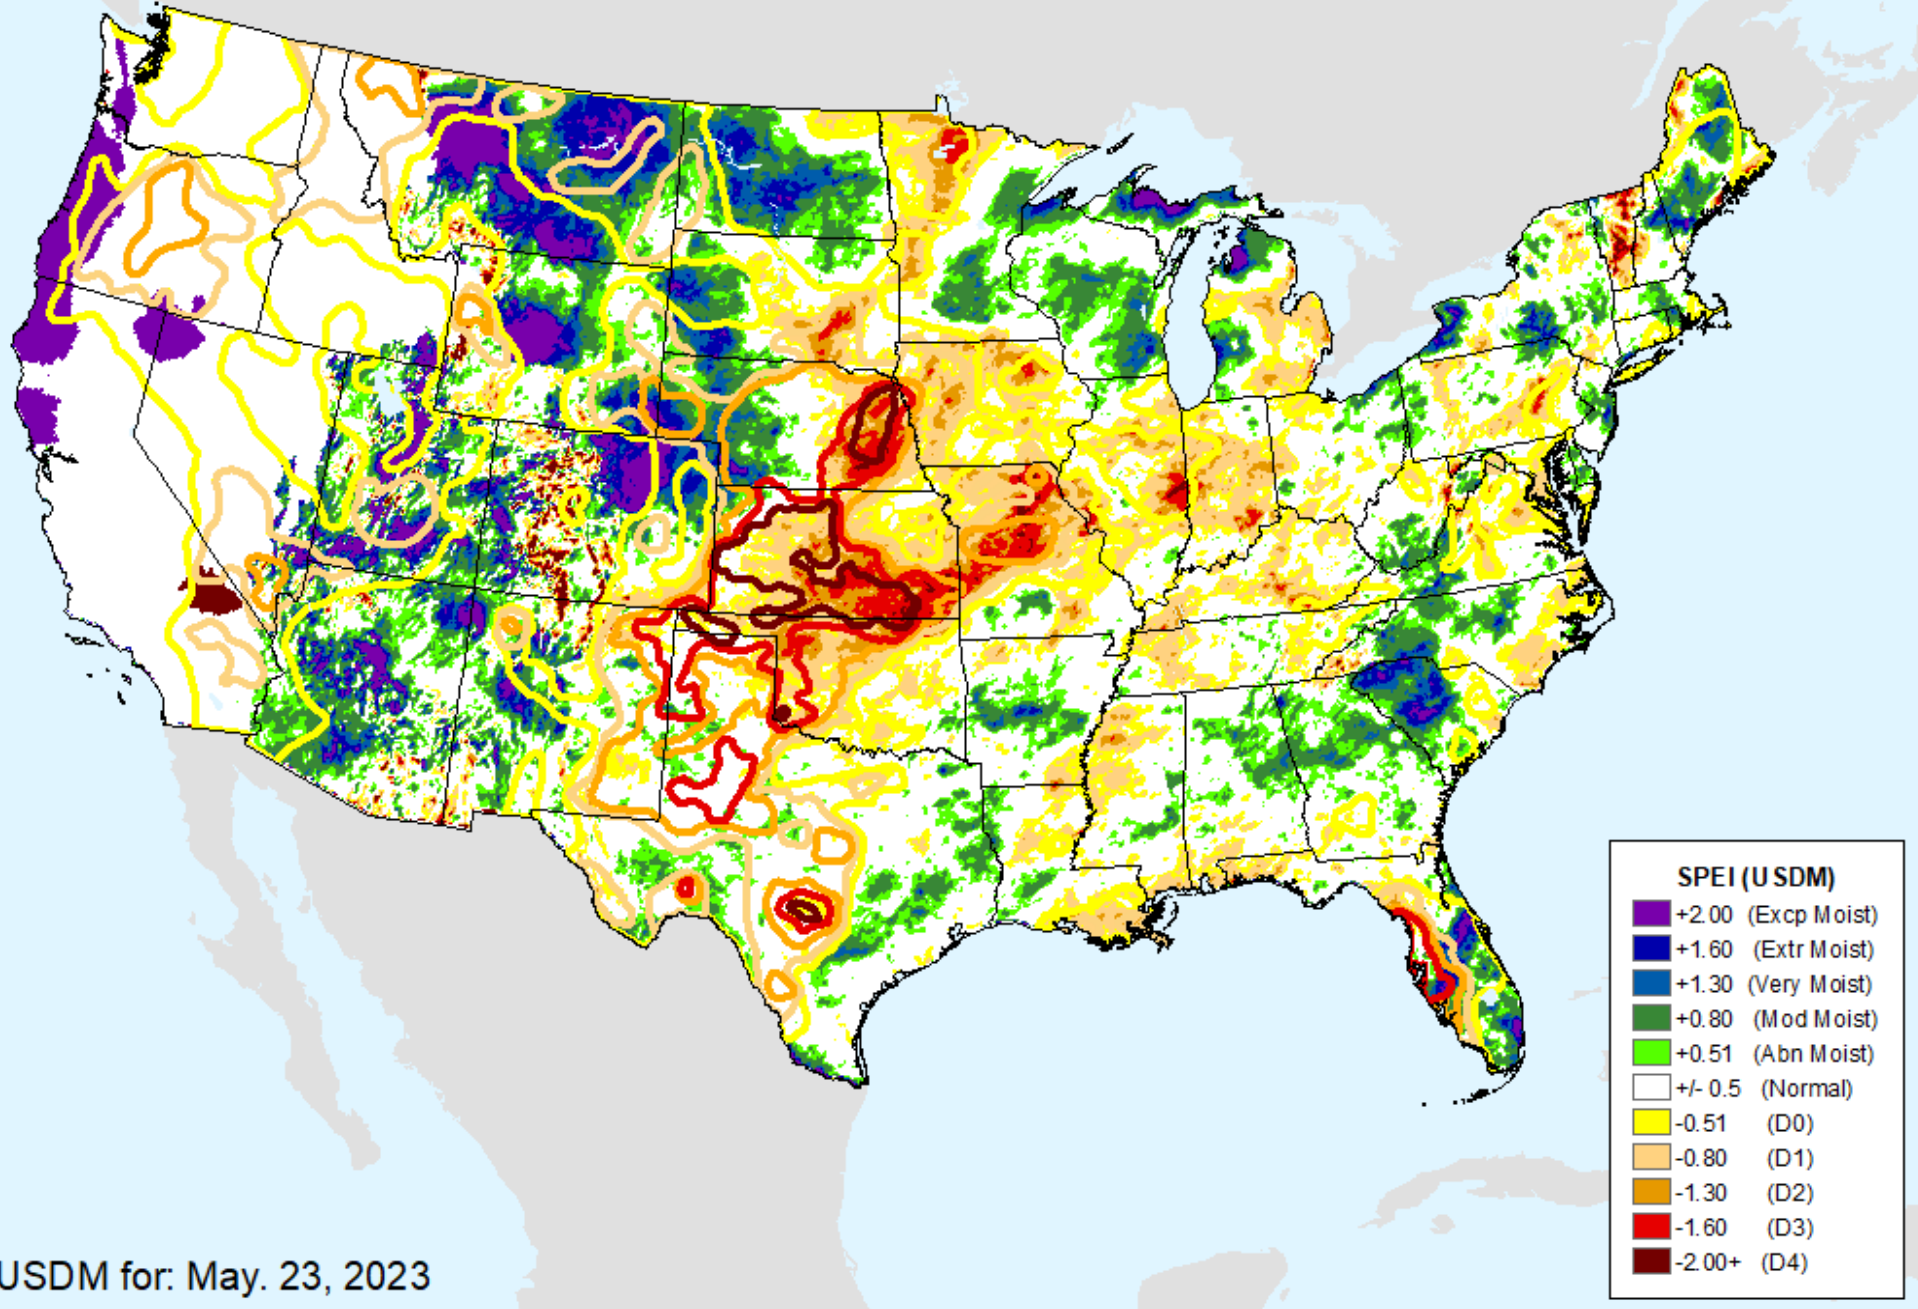 SPEI (USDM)
+2.00 (Excp Moist)
+1.60 (Extr Moist)
+1.30 (Very Moist)
+0.80 (Mod Moist)
+0.51 (Abn Moist)
+/- 0.5 (Normal)
-0.51 (D0)
-0.80 (D1)
-1.30 (D2)
-1.60 (D3)
-2.00+ (D4)
USDM for: May. 23, 2023